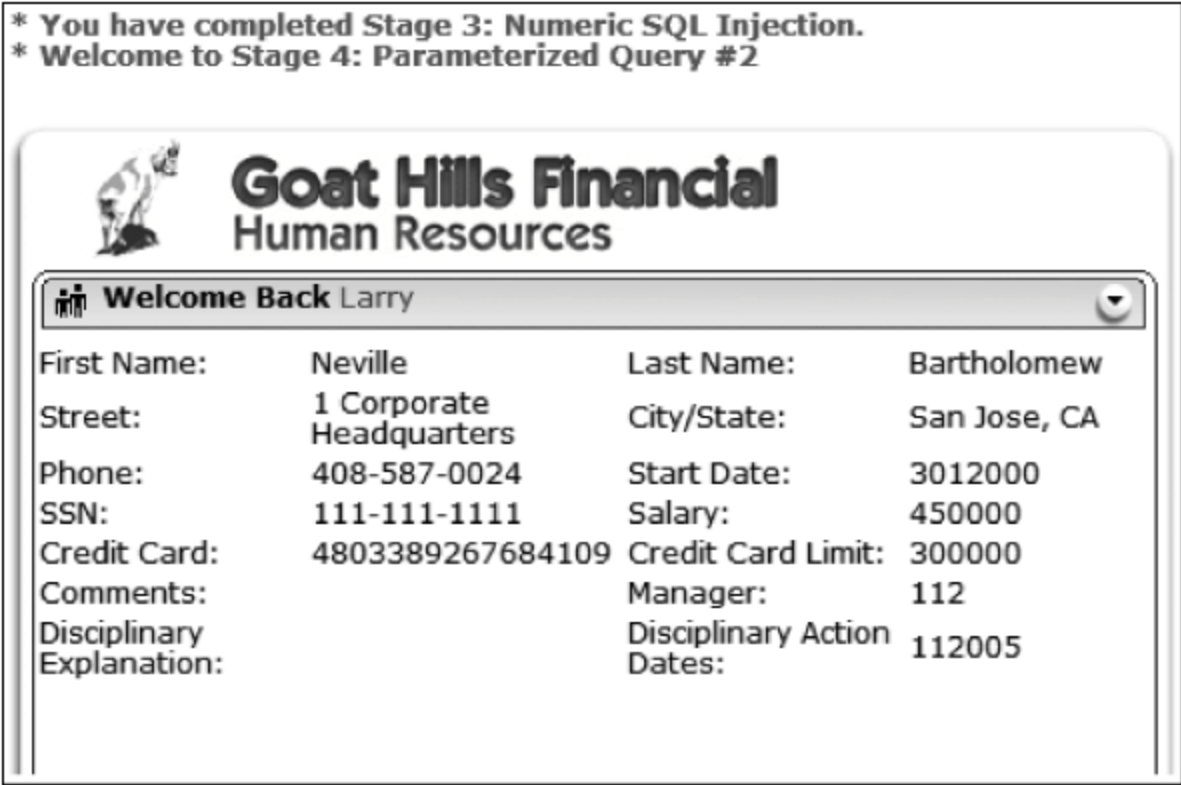 * You have completed Stage 3: Numeric SQL Injection.
* Welcome to Stage 4: Parameterized Query #2
Goat Hills Financial
Human Resources
Welcome Back Larry
First Name: Neville Last Name: Bartholomew
Street: 1 Corporate Headquarters City/State: San Jose, CA
Phone: 408-587-0024 Start Date: 3012000
SSN: 111-111-1111 Salary: 450000
Credit Card: 4803389267684109 Credit Card Limit: 300000
Comments: Manager: 112
Disciplinary Explanation: Disciplinary Action Dates: 112005